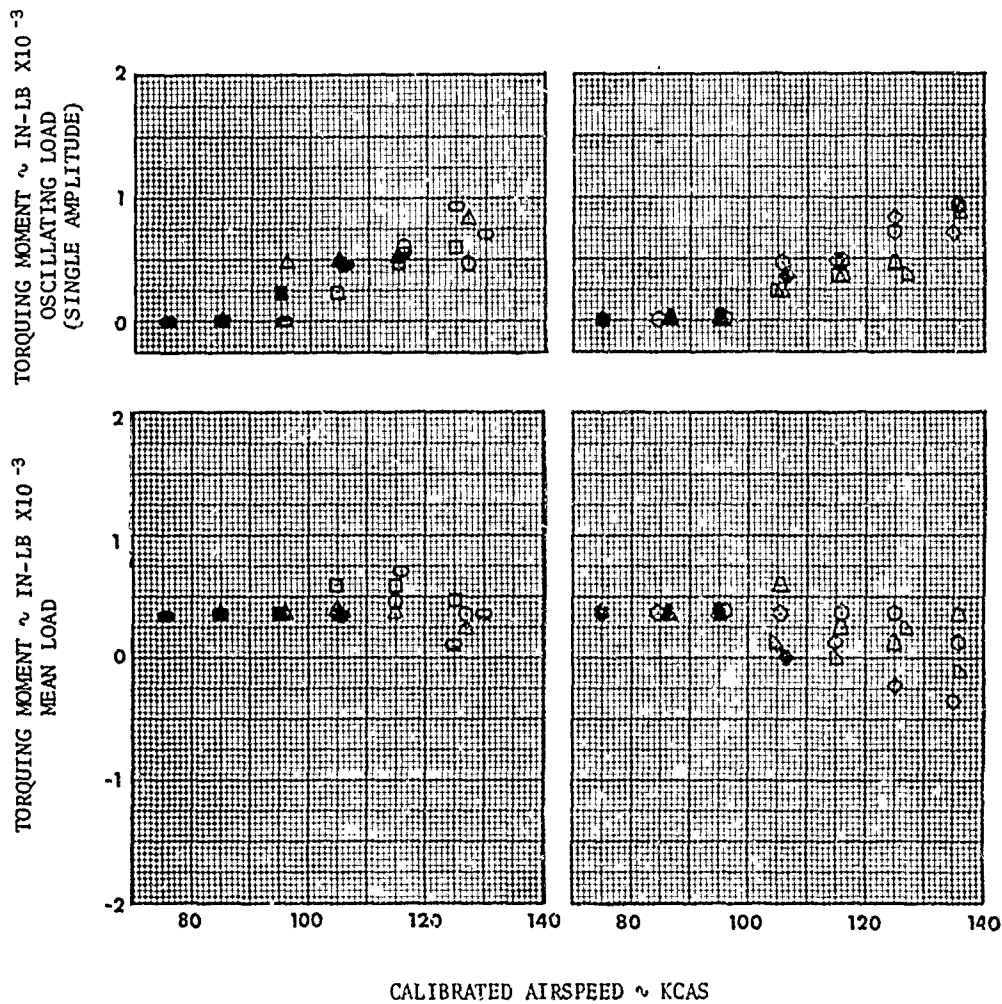 TORQUING MOMENT ~ IN-LB X10 -3
OSCILLATING LOAD
(SINGLE AMPLITUDE)
2
1
0
TORQUING MOMENT ~ IN-LB X10 -3
MEAN LOAD
2
1
0
-1
-2
80 100 120 140
80 100 120 140
CALIBRATED AIRSPEED ~ KCAS